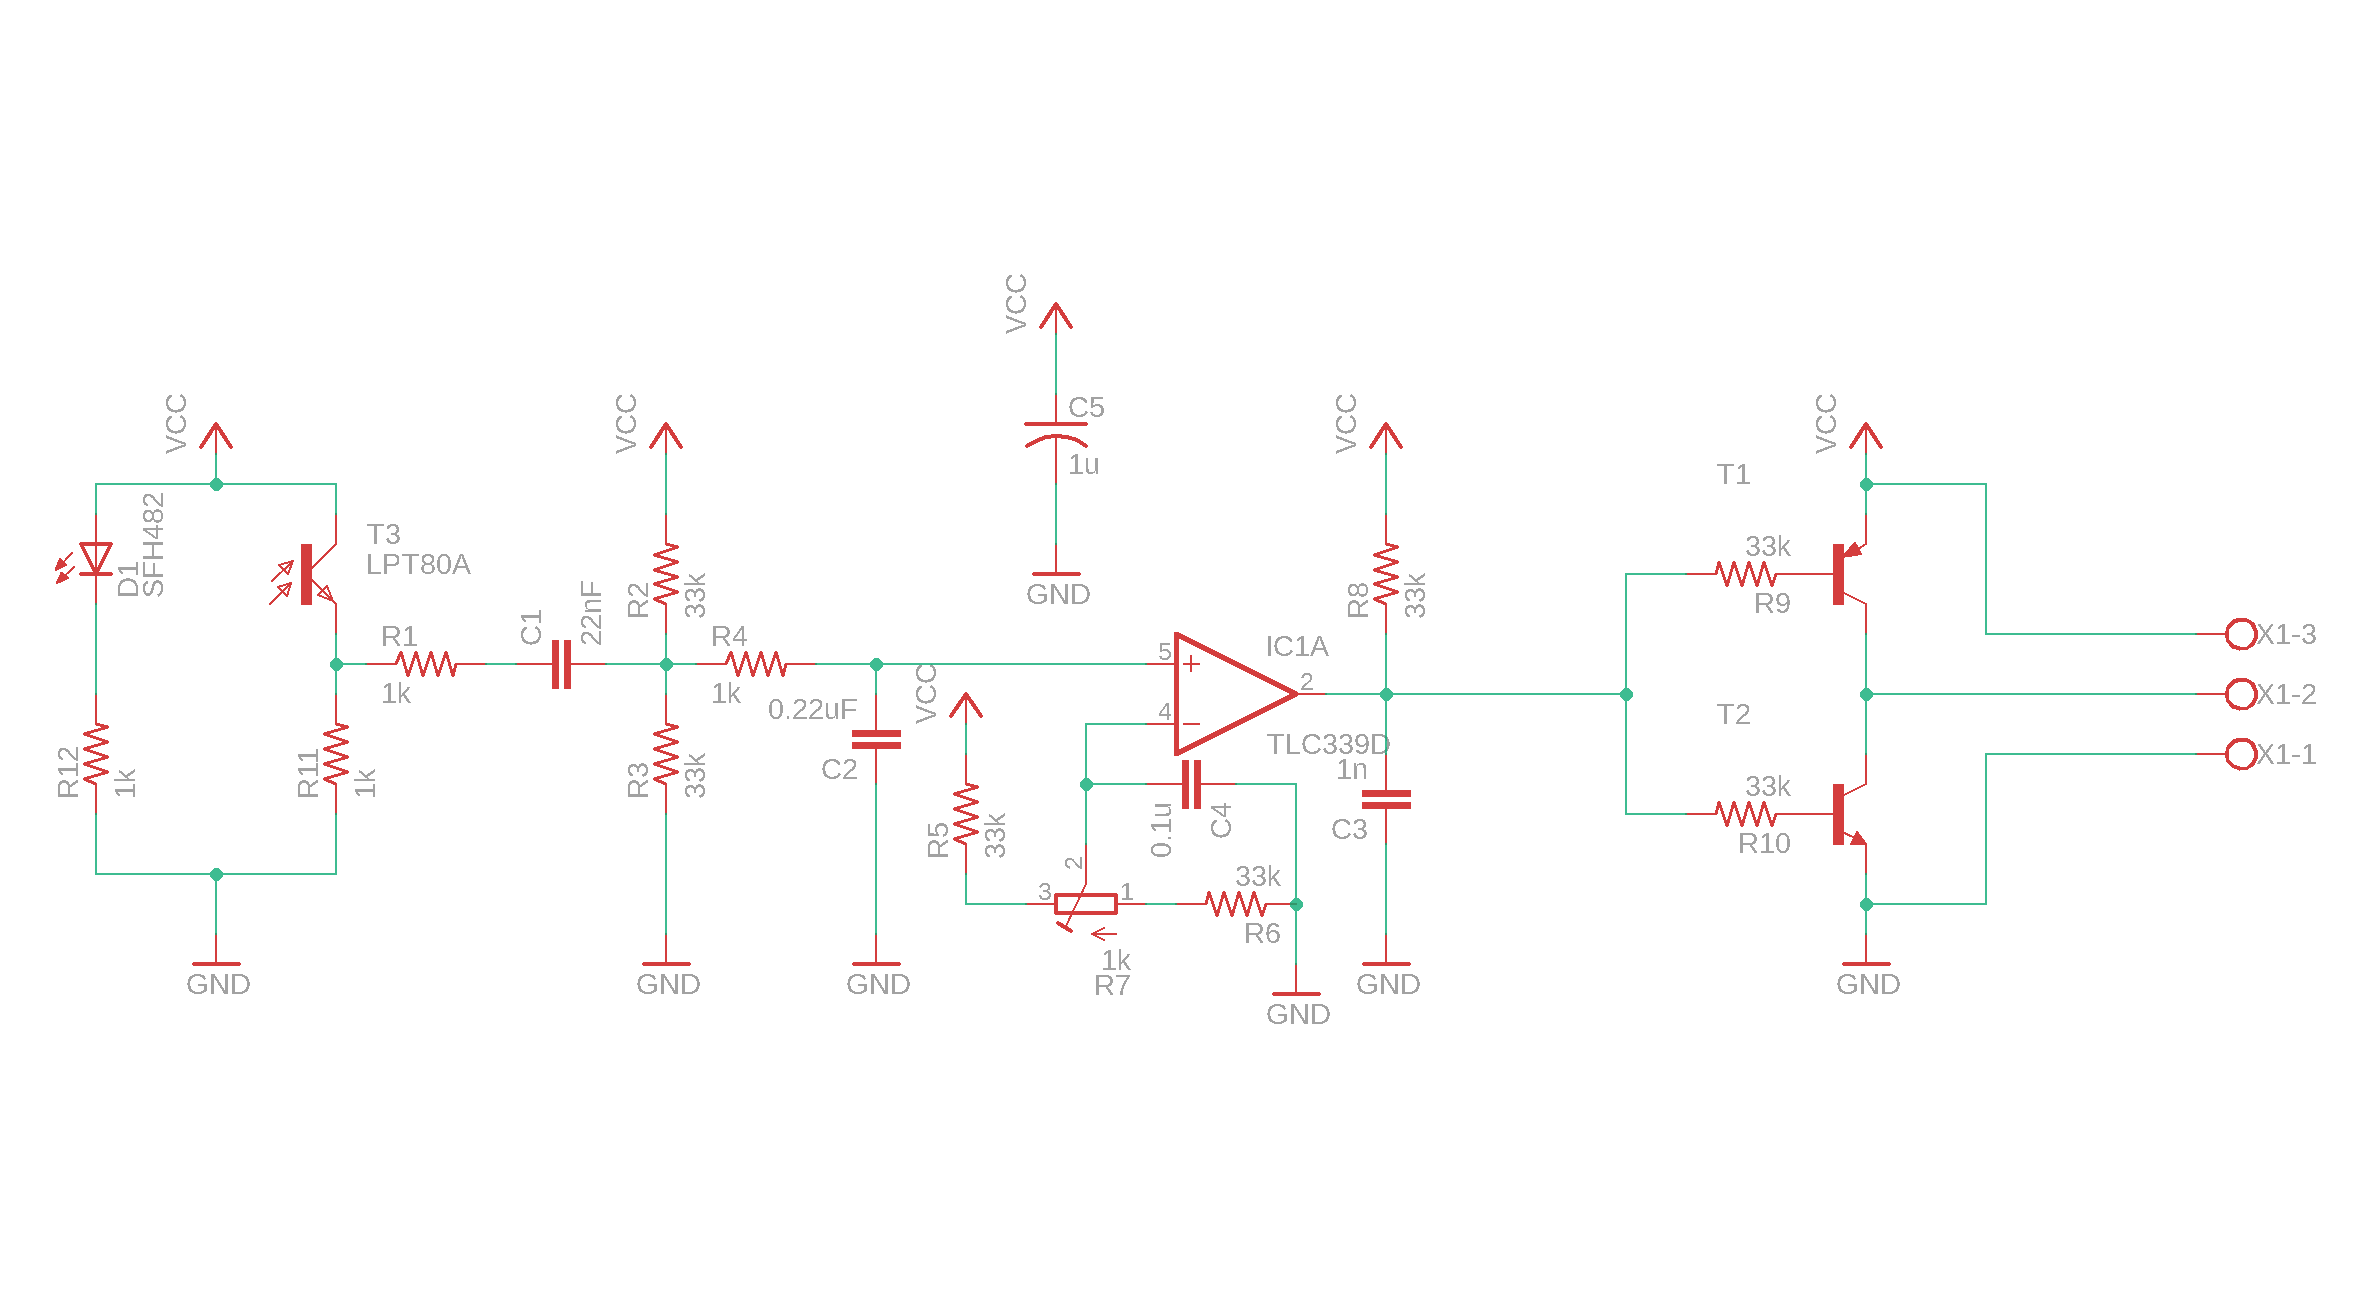 VCC
D1
SFH482
T3
LPT80A
R12
1k
R11
1k
GND
R1
1k
C1
22nF
VCC
R2
33k
R3
33k
GND
R4
1k
0.22uF
C2
GND
VCC
C5
1u
GND
VCC
R5
33k
5
4
2
IC1A
TLC339D
0.1u
C4
2
3
1
1k
R7
33k
R6
GND
VCC
R8
33k
1n
C3
GND
VCC
T1
33k
R9
T2
33k
R10
GND
X1-3
X1-2
X1-1